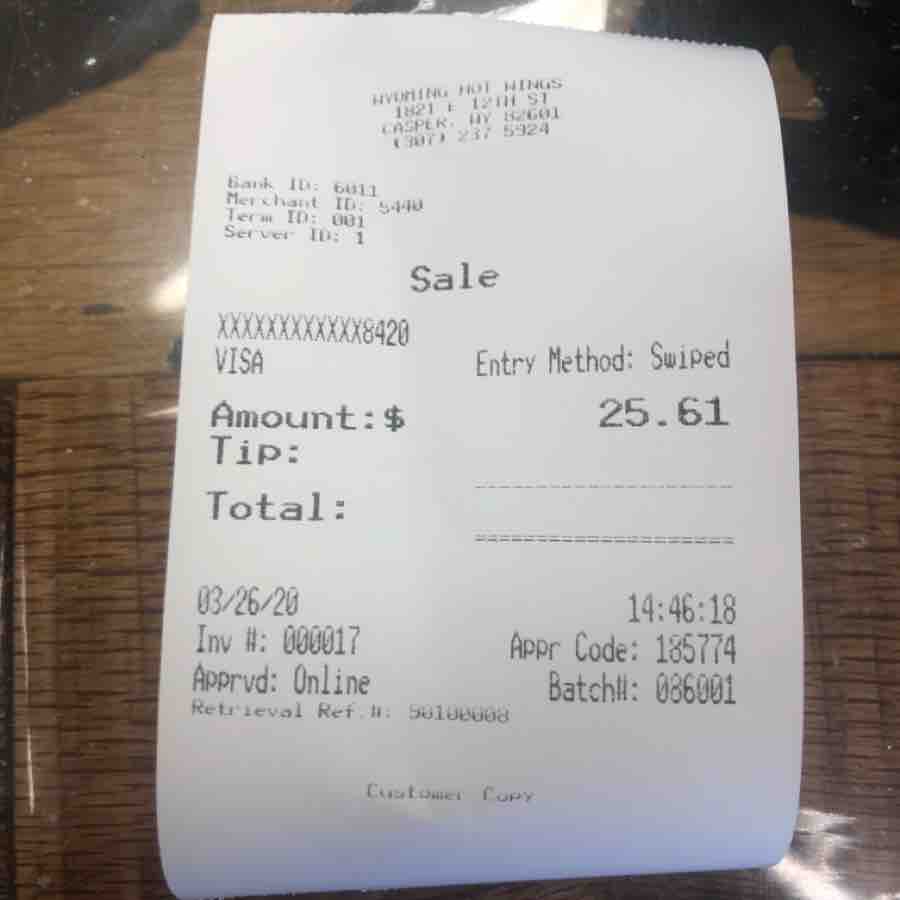 WYOMING HOT WINGS
1821 E 12TH ST
CASPER, WY 82601
(307) 237 5924
Bank ID: 6011
Merchant ID: 5440
Term ID: 001
Server ID: 1
Sale
XXXXXXXXXXXX8420
VISA Entry Method: Swiped
Amount:$ 25.61
Tip:
Total:
03/26/20 14:46:18
Inv #: 000017 Appr Code: 185774
Apprvd: Online Batch#: 086001
Retrieval Ref.#: 50100008
Customer Copy